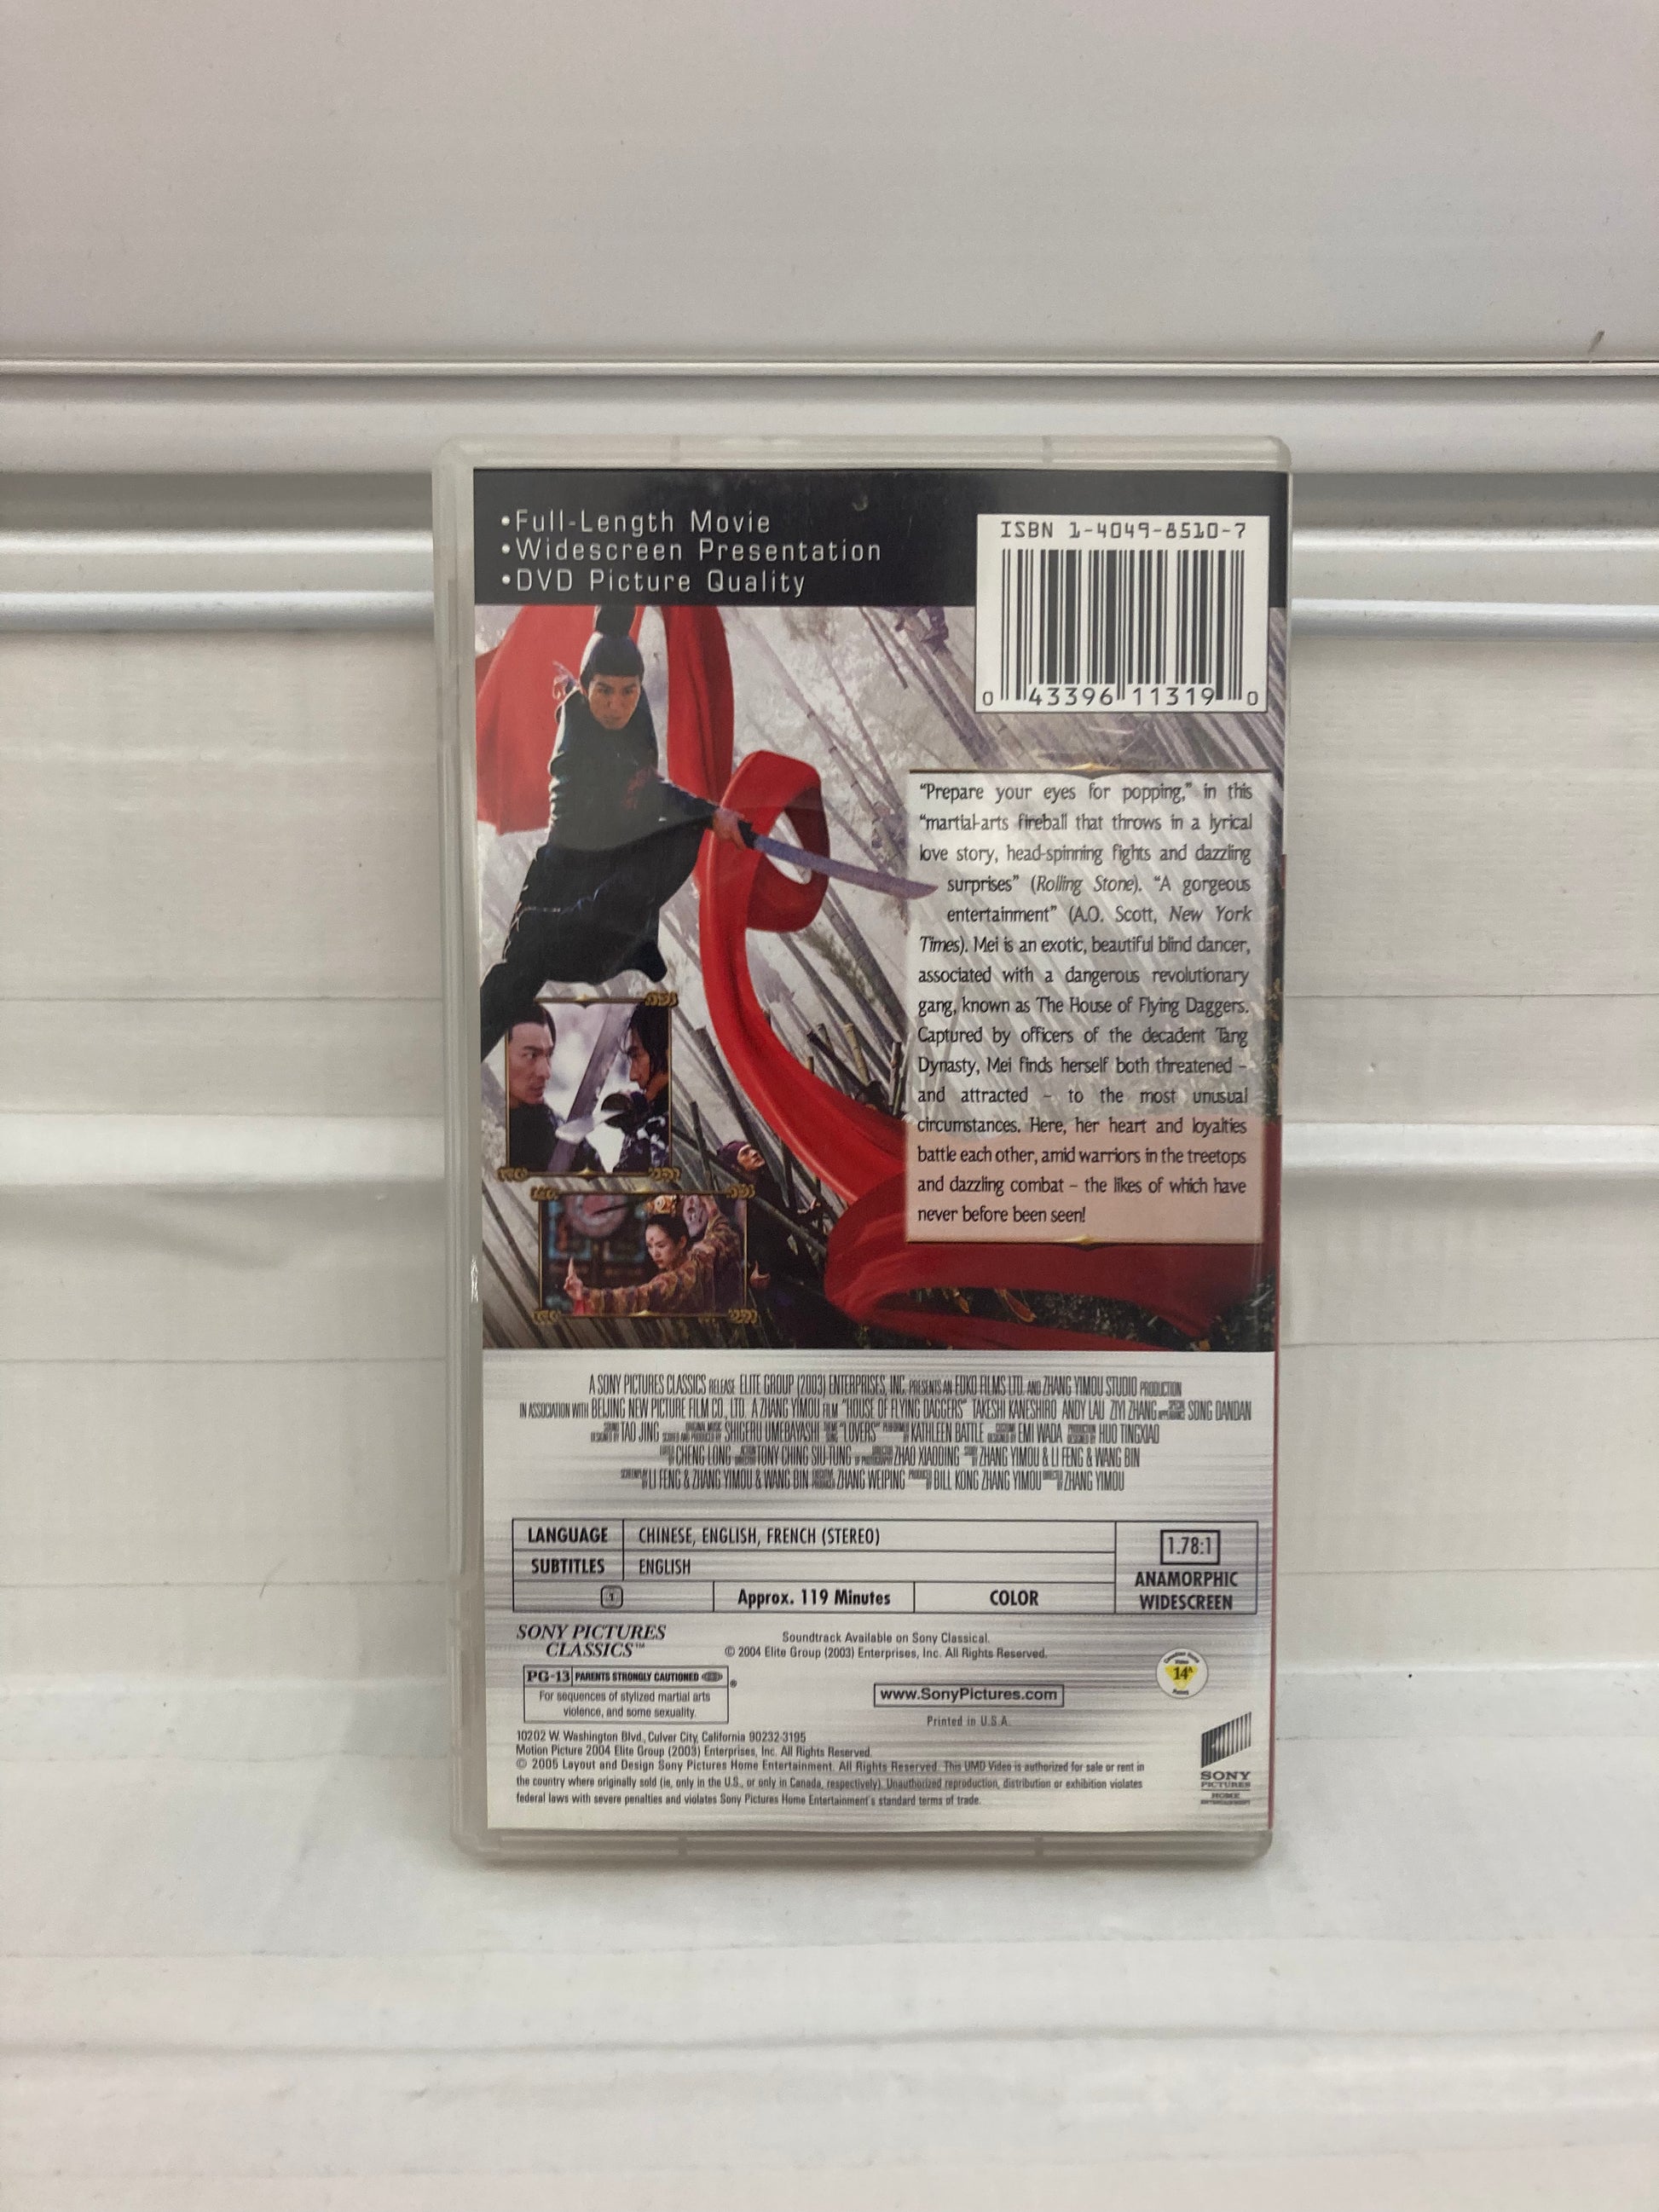 •Full-Length Movie
•Widescreen Presentation
•DVD Picture Quality
ISBN 1-4049-8510-7
0 43396 11319 0
“Prepare your eyes for popping,” in this
“martial-arts fireball that throws in a lyrical
love story, head-spinning fights and dazzling
surprises” (Rolling Stone). “A gorgeous
entertainment” (A.O. Scott, New York
Times). Mei is an exotic, beautiful blind dancer,
associated with a dangerous revolutionary
gang, known as The House of Flying Daggers.
Captured by officers of the decadent Tang
Dynasty, Mei finds herself both threatened –
and attracted – to the most unusual
circumstances. Here, her heart and loyalties
battle each other, amid warriors in the treetops
and dazzling combat – the likes of which have
never before been seen!
A SONY PICTURES CLASSICS RELEASE ELITE GROUP (2003) ENTERPRISES, INC. PRESENTS AN EDKO FILMS LTD. AND ZHANG YIMOU STUDIO PRODUCTION
IN ASSOCIATION WITH BEIJING NEW PICTURE FILM CO., LTD. A ZHANG YIMOU FILM "HOUSE OF FLYING DAGGERS" TAKESHI KANESHIRO ANDY LAU ZIYI ZHANG SONG DANDAN
TAO JING SHIGERU UMEBAYASHI "LOVERS" KATHLEEN BATTLE EMI WADA HUO TINGXIAO
CHENG LONG TONY CHING SIU-TUNG ZHAO XIAODING ZHANG YIMOU & LI FENG & WANG BIN
LI FENG & ZHANG YIMOU & WANG BIN ZHANG WEIPING BILL KONG ZHANG YIMOU ZHANG YIMOU
LANGUAGE CHINESE, ENGLISH, FRENCH (STEREO)
SUBTITLES ENGLISH
1 Approx. 119 Minutes COLOR
1.78:1
ANAMORPHIC
WIDESCREEN
SONY PICTURES
CLASSICS™
Soundtrack Available on Sony Classical.
© 2004 Elite Group (2003) Enterprises, Inc. All Rights Reserved.
PG-13 PARENTS STRONGLY CAUTIONED ®
For sequences of stylized martial arts
violence, and some sexuality.
www.SonyPictures.com
Printed in U.S.A.
14A
10202 W. Washington Blvd., Culver City, California 90232-3195
Motion Picture 2004 Elite Group (2003) Enterprises, Inc. All Rights Reserved.
© 2005 Layout and Design Sony Pictures Home Entertainment. All Rights Reserved. This UMD Video is authorized for sale or rent in
the country where originally sold (ie, only in the U.S., or only in Canada, respectively). Unauthorized reproduction, distribution or exhibition violates
federal laws with severe penalties and violates Sony Pictures Home Entertainment's standard terms of trade.
SONY
PICTURES
HOME